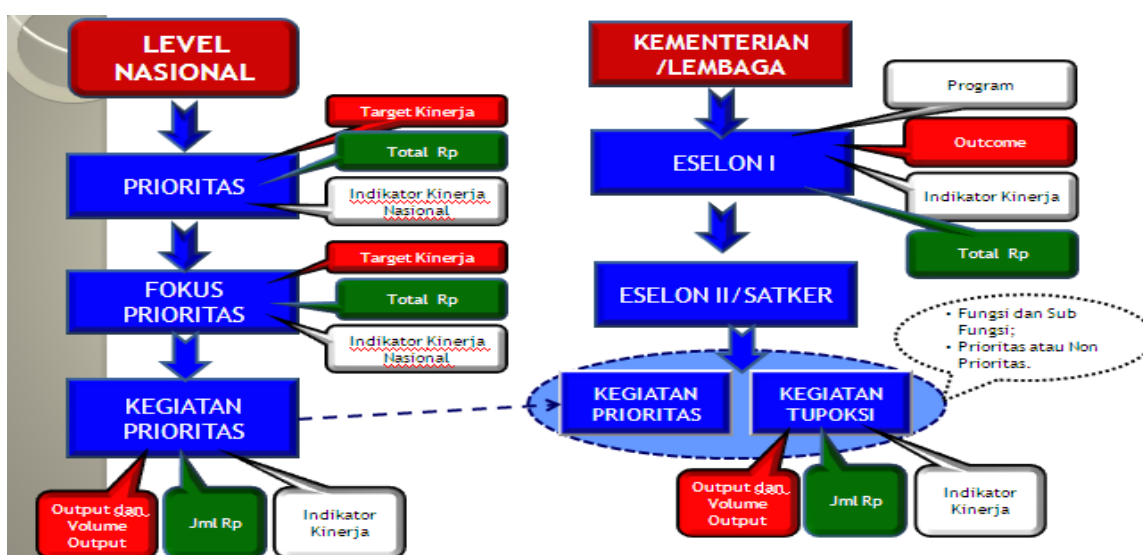 LEVEL
NASIONAL
Target Kinerja
Total Rp
PRIORITAS
Indikator Kinerja
Nasional
Target Kinerja
FOKUS
PRIORITAS
Total Rp
Indikator Kinerja
Nasional
KEGIATAN
PRIORITAS
Output dan
Volume
Output
Jml Rp
Indikator
Kinerja
KEMENTERIAN
/LEMBAGA
Program
Outcome
ESELON I
Indikator Kinerja
Total Rp
ESELON II/SATKER
• Fungsi dan Sub
Fungsi;
• Prioritas atau Non
Prioritas.
KEGIATAN
PRIORITAS
KEGIATAN
TUPOKSI
Output dan
Volume
Output
Jml Rp
Indikator
Kinerja